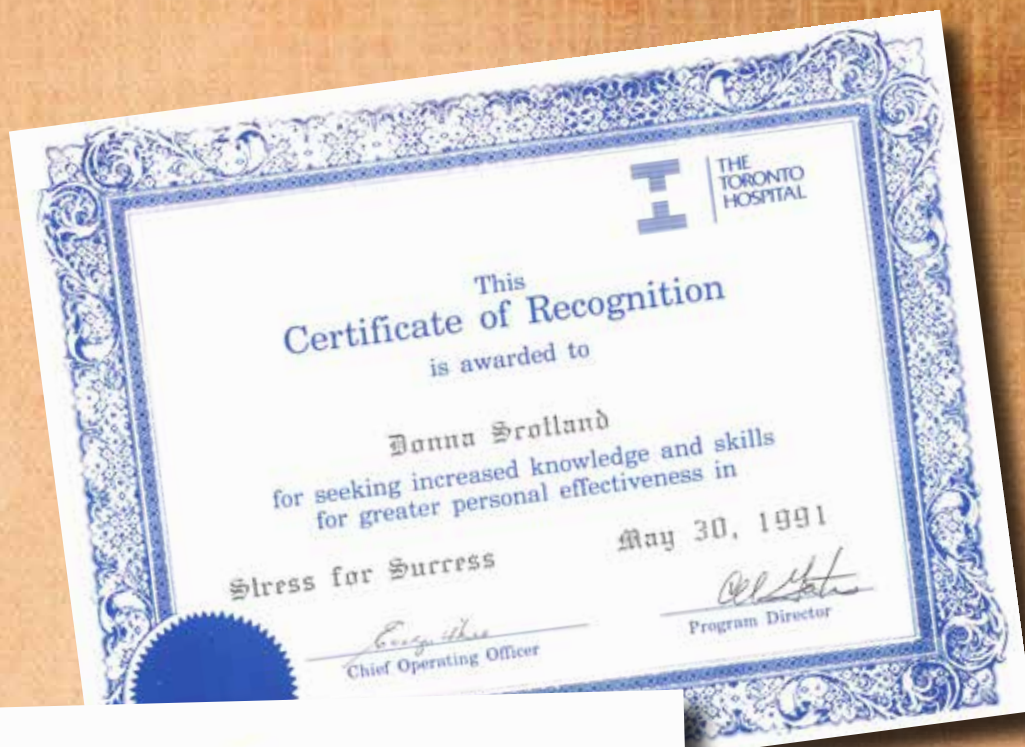 THE
TORONTO
HOSPITAL
This
Certificate of Recognition
is awarded to
Donna Scotland
for seeking increased knowledge and skills
for greater personal effectiveness in
Stress for Success May 30, 1991
Chief Operating Officer Program Director